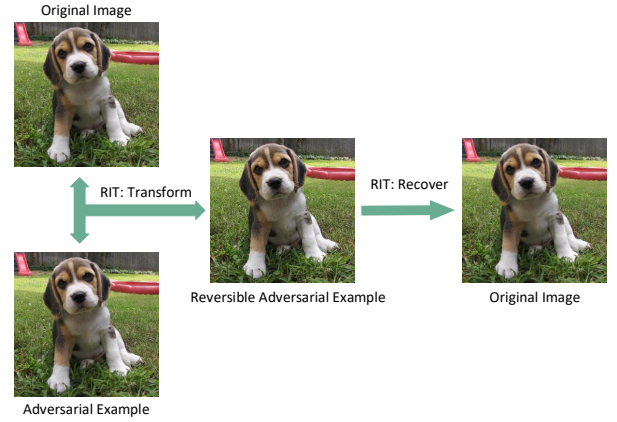 Original Image
RIT: Transform
RIT: Recover
Reversible Adversarial Example
Original Image
Adversarial Example